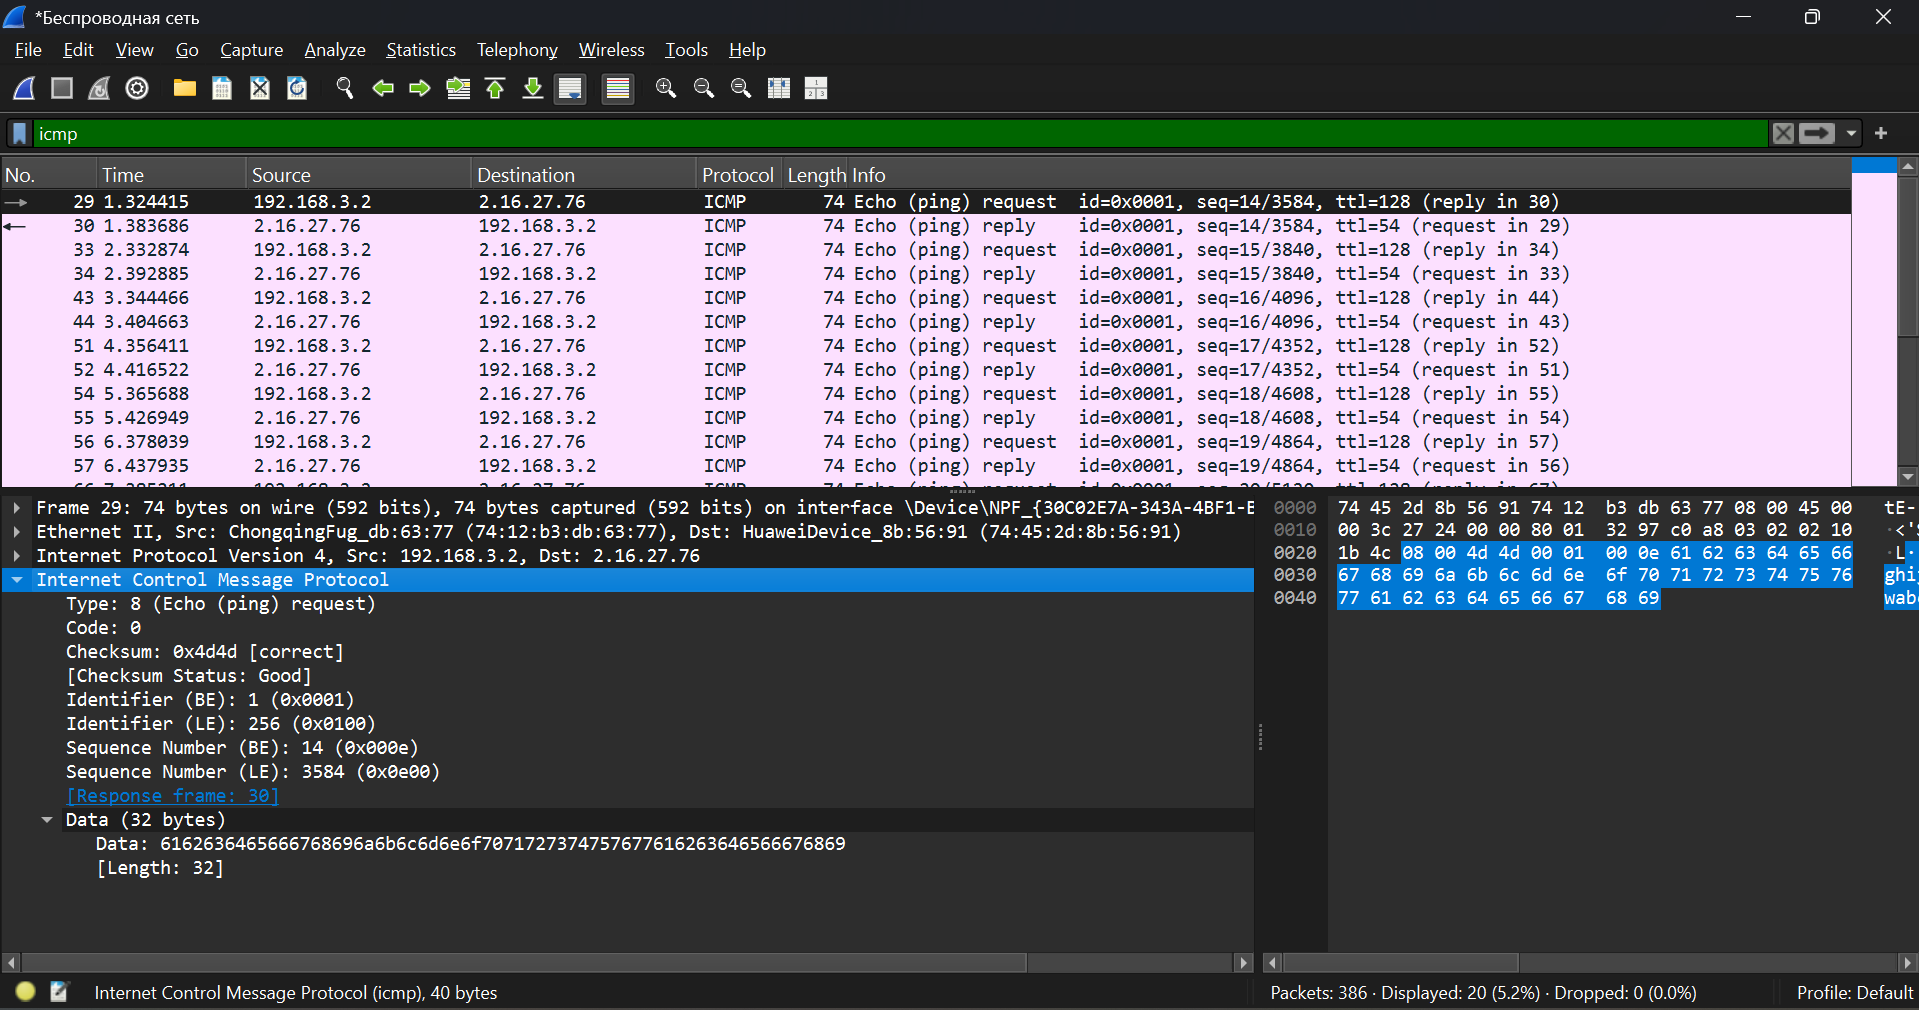 *Беспроводная сеть
File Edit View Go Capture Analyze Statistics Telephony Wireless Tools Help
icmp
No. Time Source Destination Protocol Length Info
29 1.324415 192.168.3.2 2.16.27.76 ICMP 74 Echo (ping) request id=0x0001, seq=14/3584, ttl=128 (reply in 30)
30 1.383686 2.16.27.76 192.168.3.2 ICMP 74 Echo (ping) reply id=0x0001, seq=14/3584, ttl=54 (request in 29)
33 2.332874 192.168.3.2 2.16.27.76 ICMP 74 Echo (ping) request id=0x0001, seq=15/3840, ttl=128 (reply in 34)
34 2.392885 2.16.27.76 192.168.3.2 ICMP 74 Echo (ping) reply id=0x0001, seq=15/3840, ttl=54 (request in 33)
43 3.344466 192.168.3.2 2.16.27.76 ICMP 74 Echo (ping) request id=0x0001, seq=16/4096, ttl=128 (reply in 44)
44 3.404663 2.16.27.76 192.168.3.2 ICMP 74 Echo (ping) reply id=0x0001, seq=16/4096, ttl=54 (request in 43)
51 4.356411 192.168.3.2 2.16.27.76 ICMP 74 Echo (ping) request id=0x0001, seq=17/4352, ttl=128 (reply in 52)
52 4.416522 2.16.27.76 192.168.3.2 ICMP 74 Echo (ping) reply id=0x0001, seq=17/4352, ttl=54 (request in 51)
54 5.365688 192.168.3.2 2.16.27.76 ICMP 74 Echo (ping) request id=0x0001, seq=18/4608, ttl=128 (reply in 55)
55 5.426949 2.16.27.76 192.168.3.2 ICMP 74 Echo (ping) reply id=0x0001, seq=18/4608, ttl=54 (request in 54)
56 6.378039 192.168.3.2 2.16.27.76 ICMP 74 Echo (ping) request id=0x0001, seq=19/4864, ttl=128 (reply in 57)
57 6.437935 2.16.27.76 192.168.3.2 ICMP 74 Echo (ping) reply id=0x0001, seq=19/4864, ttl=54 (request in 56)
Frame 29: 74 bytes on wire (592 bits), 74 bytes captured (592 bits) on interface \Device\NPF_{30C02E7A-343A-4BF1-
Ethernet II, Src: ChongqingFug_db:63:77 (74:12:b3:db:63:77), Dst: HuaweiDevice_8b:56:91 (74:45:2d:8b:56:91)
Internet Protocol Version 4, Src: 192.168.3.2, Dst: 2.16.27.76
Internet Control Message Protocol
Type: 8 (Echo (ping) request)
Code: 0
Checksum: 0x4d4d [correct]
[Checksum Status: Good]
Identifier (BE): 1 (0x0001)
Identifier (LE): 256 (0x0100)
Sequence Number (BE): 14 (0x000e)
Sequence Number (LE): 3584 (0x0e00)
[Response frame: 30]
Data (32 bytes)
Data: 6162636465666768696a6b6c6d6e6f7071727374757677616263646566676869
[Length: 32]
0000 74 45 2d 8b 56 91 74 12 b3 db 63 77 08 00 45 00 tE-
0010 00 3c 27 24 00 00 80 01 32 97 c0 a8 03 02 02 10 ·<'
0020 1b 4c 08 00 4d 4d 00 01 00 0e 61 62 63 64 65 66 ·L·
0030 67 68 69 6a 6b 6c 6d 6e 6f 70 71 72 73 74 75 76 ghi
0040 77 61 62 63 64 65 66 67 68 69 wab
Internet Control Message Protocol (icmp), 40 bytes
Packets: 386 · Displayed: 20 (5.2%) · Dropped: 0 (0.0%)
Profile: Default